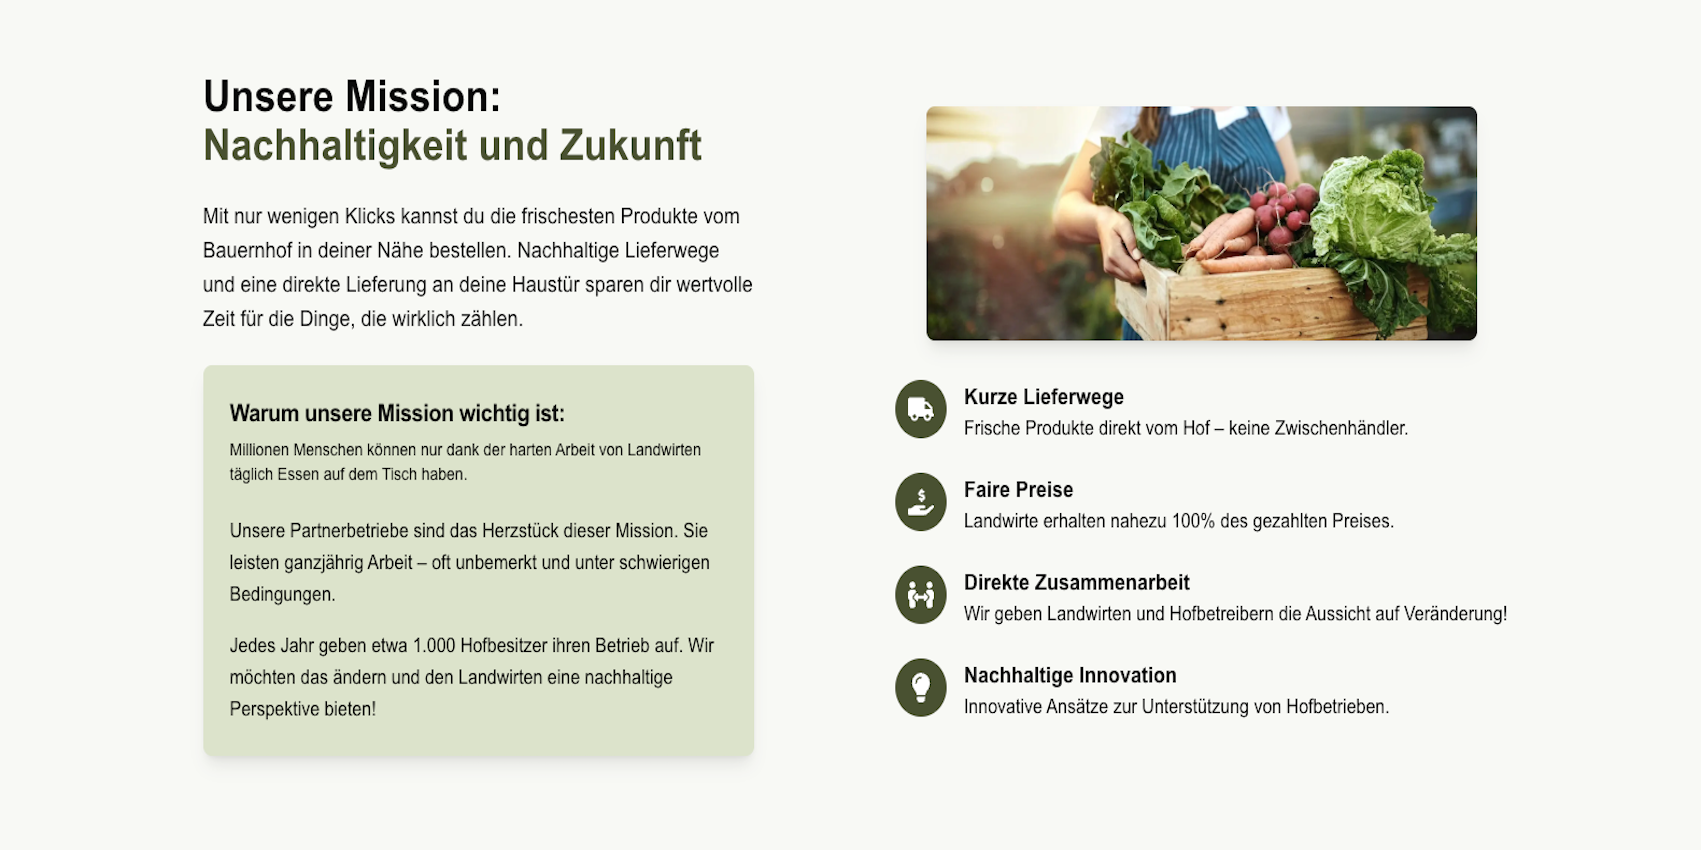 Unsere Mission:
Nachhaltigkeit und Zukunft
Mit nur wenigen Klicks kannst du die frischesten Produkte vom
Bauernhof in deiner Nähe bestellen. Nachhaltige Lieferwege
und eine direkte Lieferung an deine Haustür sparen dir wertvolle
Zeit für die Dinge, die wirklich zählen.
Warum unsere Mission wichtig ist:
Millionen Menschen können nur dank der harten Arbeit von Landwirten
täglich Essen auf dem Tisch haben.
Unsere Partnerbetriebe sind das Herzstück dieser Mission. Sie
leisten ganzjährig Arbeit – oft unbemerkt und unter schwierigen
Bedingungen.
Jedes Jahr geben etwa 1.000 Hofbesitzer ihren Betrieb auf. Wir
möchten das ändern und den Landwirten eine nachhaltige
Perspektive bieten!
Kurze Lieferwege
Frische Produkte direkt vom Hof – keine Zwischenhändler.
$
Faire Preise
Landwirte erhalten nahezu 100% des gezahlten Preises.
Direkte Zusammenarbeit
Wir geben Landwirten und Hofbetreibern die Aussicht auf Veränderung!
Nachhaltige Innovation
Innovative Ansätze zur Unterstützung von Hofbetrieben.